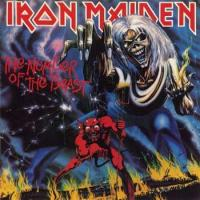 IRON MAIDEN
THE NUMBER
OF THE BEAST